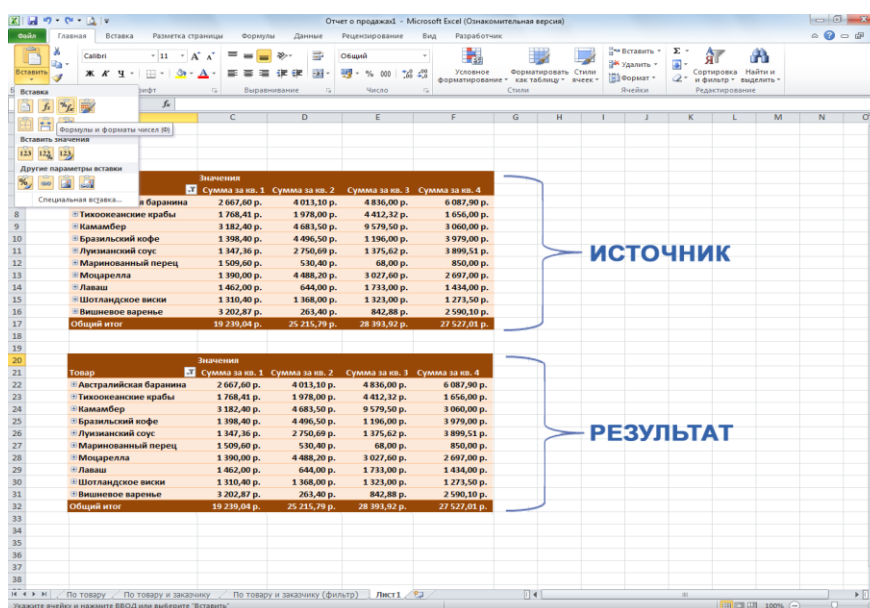 Отчет о продажах1 - Microsoft Excel (Ознакомительная версия)
Файл Главная Вставка Разметка страницы Формулы Данные Рецензирование Вид Разработчик
Calibri 11 Общий Вставить
Вставить Ж К Ч % 000 Условное форматирование Форматировать как таблицу Стили ячеек Удалить Формат Сортировка и фильтр Найти и выделить
Выравнивание Число Стили Ячейки Редактирование
Вставка
Формулы и форматы чисел (Ф)
Вставить значения
Другие параметры вставки
Специальная вставка...
C D E F G H I J K L M N
Значения
Сумма за кв. 1 Сумма за кв. 2 Сумма за кв. 3 Сумма за кв. 4
баранина 2 667,60 р. 4 013,10 р. 4 836,00 р. 6 087,90 р.
8 Тихоокеанские крабы 1 768,41 р. 1 978,00 р. 4 412,32 р. 1 656,00 р.
9 Камамбер 3 182,40 р. 4 683,50 р. 9 579,50 р. 3 060,00 р.
10 Бразильский кофе 1 398,40 р. 4 496,50 р. 1 196,00 р. 3 979,00 р.
11 Луизианский соус 1 347,36 р. 2 750,69 р. 1 375,62 р. 3 899,51 р.
12 Маринованный перец 1 509,60 р. 530,40 р. 68,00 р. 850,00 р.
13 Моцарелла 1 390,00 р. 4 488,20 р. 3 027,60 р. 2 697,00 р.
14 Лаваш 1 462,00 р. 644,00 р. 1 733,00 р. 1 434,00 р.
15 Шотландское виски 1 310,40 р. 1 368,00 р. 1 323,00 р. 1 273,50 р.
16 Вишневое варенье 3 202,87 р. 263,40 р. 842,88 р. 2 590,10 р.
17 Общий итог 19 239,04 р. 25 215,79 р. 28 393,92 р. 27 527,01 р.
ИСТОЧНИК
18
19
20 Значения
21 Товар Сумма за кв. 1 Сумма за кв. 2 Сумма за кв. 3 Сумма за кв. 4
22 Австралийская баранина 2 667,60 р. 4 013,10 р. 4 836,00 р. 6 087,90 р.
23 Тихоокеанские крабы 1 768,41 р. 1 978,00 р. 4 412,32 р. 1 656,00 р.
24 Камамбер 3 182,40 р. 4 683,50 р. 9 579,50 р. 3 060,00 р.
25 Бразильский кофе 1 398,40 р. 4 496,50 р. 1 196,00 р. 3 979,00 р.
26 Луизианский соус 1 347,36 р. 2 750,69 р. 1 375,62 р. 3 899,51 р.
27 Маринованный перец 1 509,60 р. 530,40 р. 68,00 р. 850,00 р.
28 Моцарелла 1 390,00 р. 4 488,20 р. 3 027,60 р. 2 697,00 р.
29 Лаваш 1 462,00 р. 644,00 р. 1 733,00 р. 1 434,00 р.
30 Шотландское виски 1 310,40 р. 1 368,00 р. 1 323,00 р. 1 273,50 р.
31 Вишневое варенье 3 202,87 р. 263,40 р. 842,88 р. 2 590,10 р.
32 Общий итог 19 239,04 р. 25 215,79 р. 28 393,92 р. 27 527,01 р.
РЕЗУЛЬТАТ
33
34
35
36
37
38
По товару По товару и заказчику По товару и заказчику (фильтр) Лист1
Укажите ячейку и нажмите ВВОД или выберите "Вставить" 100%